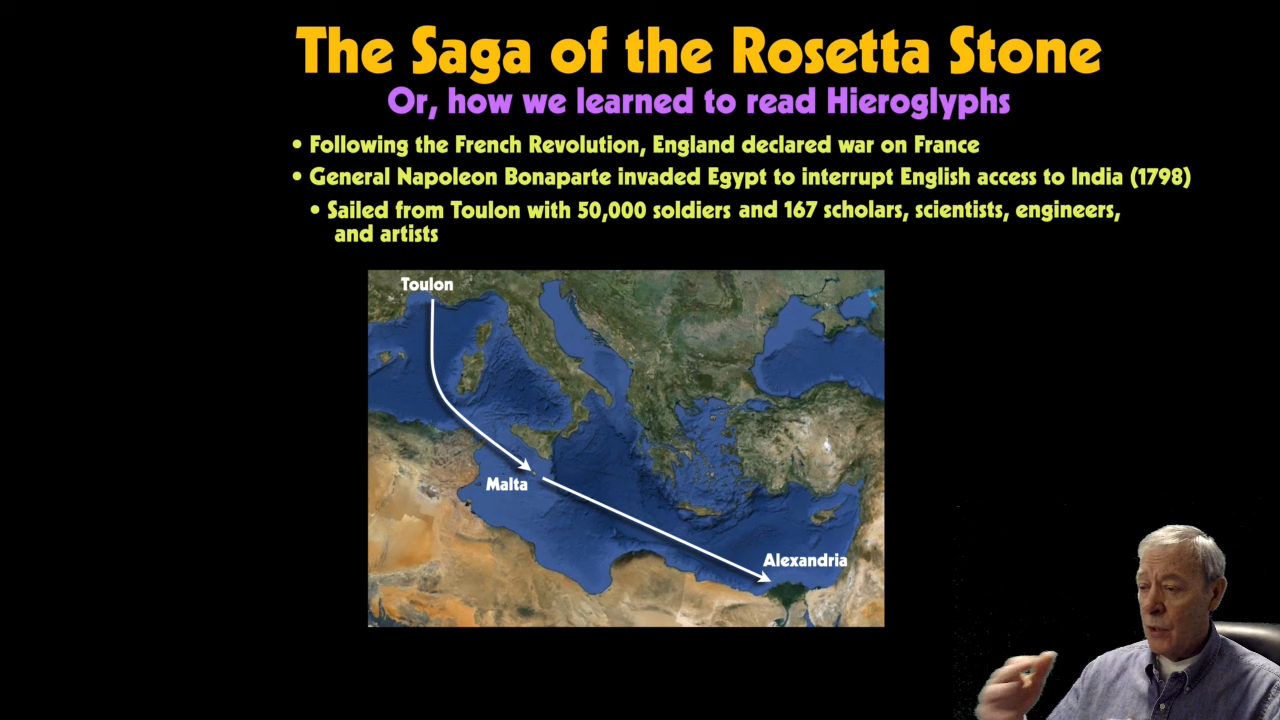 The Saga of the Rosetta Stone
Or, how we learned to read Hieroglyphs
• Following the French Revolution, England declared war on France
• General Napoleon Bonaparte invaded Egypt to interrupt English access to India (1798)
• Sailed from Toulon with 50,000 soldiers and 167 scholars, scientists, engineers,
and artists
Toulon
Malta
Alexandria